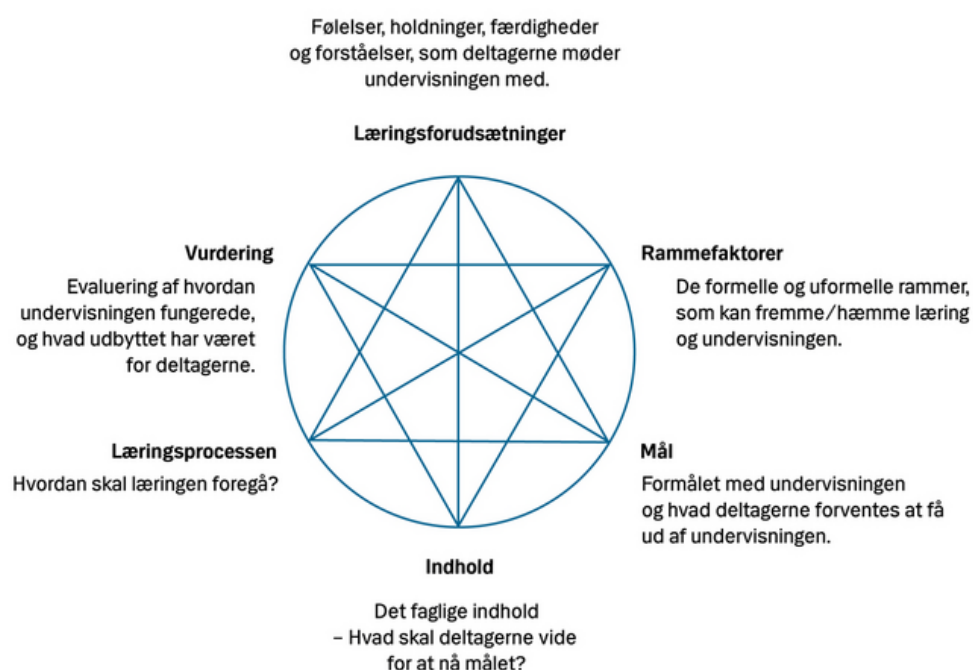 Følelser, holdninger, færdigheder
og forståelser, som deltagerne møder
undervisningen med.
Læringsforudsætninger
Vurdering
Evaluering af hvordan
undervisningen fungerede,
og hvad udbyttet har været
for deltagerne.
Rammefaktorer
De formelle og uformelle rammer,
som kan fremme/hæmme læring
og undervisningen.
Læringsprocessen
Hvordan skal læringen foregå?
Mål
Formålet med undervisningen
og hvad deltagerne forventes at få
ud af undervisningen.
Indhold
Det faglige indhold
– Hvad skal deltagerne vide
for at nå målet?